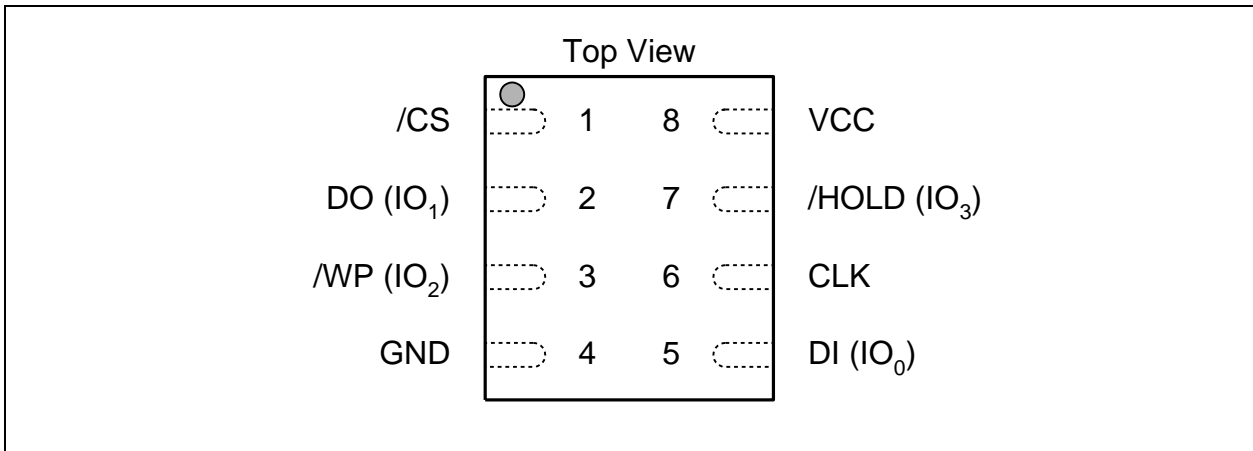 Top View
/CS 1 8 VCC
DO (IO₁) 2 7 /HOLD (IO₃)
/WP (IO₂) 3 6 CLK
GND 4 5 DI (IO₀)